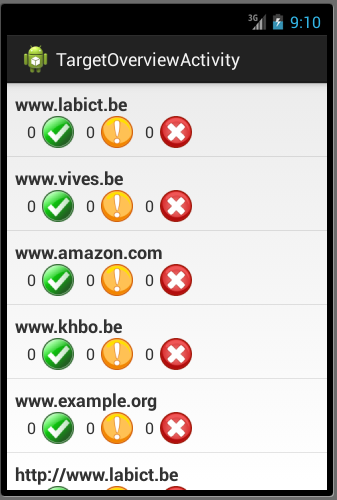 3G 9:10
TargetOverviewActivity
www.labict.be
0 0 0
www.vives.be
0 0 0
www.amazon.com
0 0 0
www.khbo.be
0 0 0
www.example.org
0 0 0
http://www.labict.be